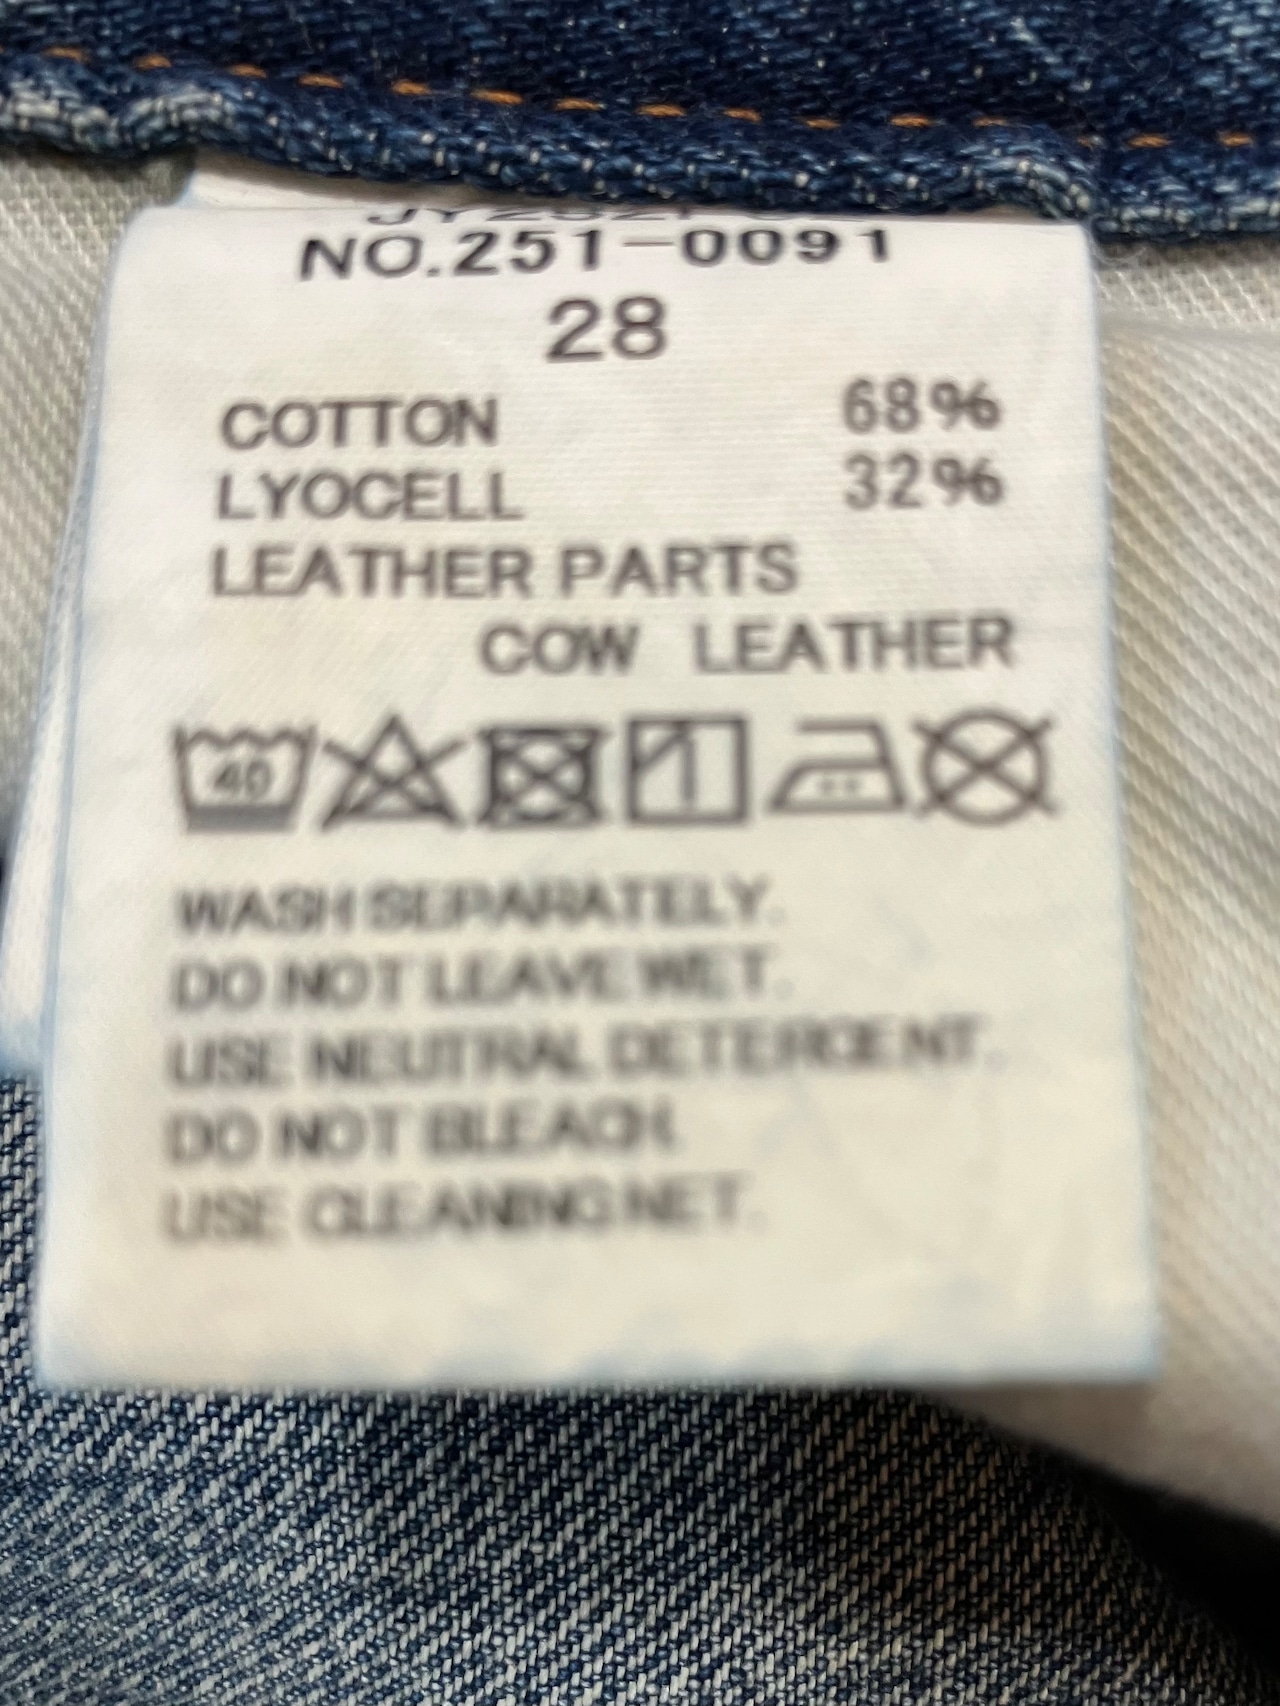 NO.251-0091
28
COTTON 68%
LYOCELL 32%
LEATHER PARTS
COW LEATHER
40
WASH SEPARATELY.
DO NOT LEAVE WET.
USE NEUTRAL DETERGENT.
DO NOT BLEACH.
USE CLEANING NET.